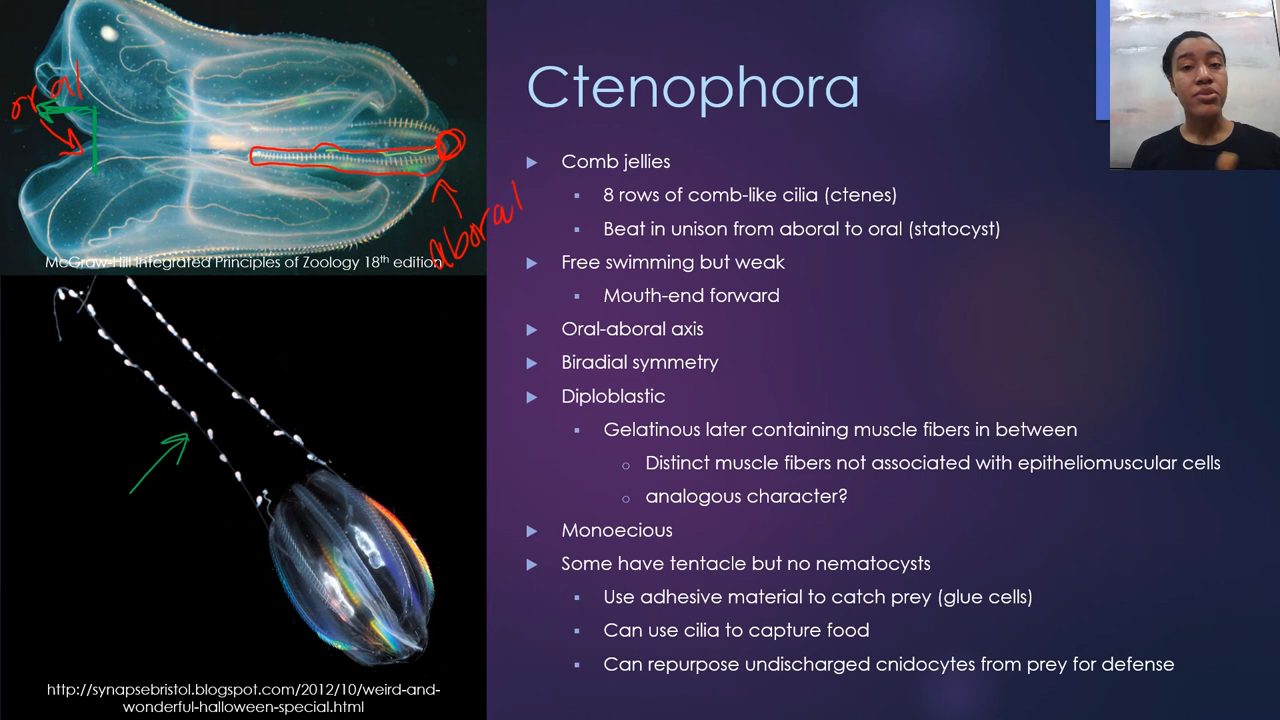 oral
aboral
McGraw-Hill Integrated Principles of Zoology 18th edition
http://synapsebristol.blogspot.com/2012/10/weird-and-
wonderful-halloween-special.html
Ctenophora
Comb jellies
8 rows of comb-like cilia (ctenes)
Beat in unison from aboral to oral (statocyst)
Free swimming but weak
Mouth-end forward
Oral-aboral axis
Biradial symmetry
Diploblastic
Gelatinous later containing muscle fibers in between
Distinct muscle fibers not associated with epitheliomuscular cells
analogous character?
Monoecious
Some have tentacle but no nematocysts
Use adhesive material to catch prey (glue cells)
Can use cilia to capture food
Can repurpose undischarged cnidocytes from prey for defense